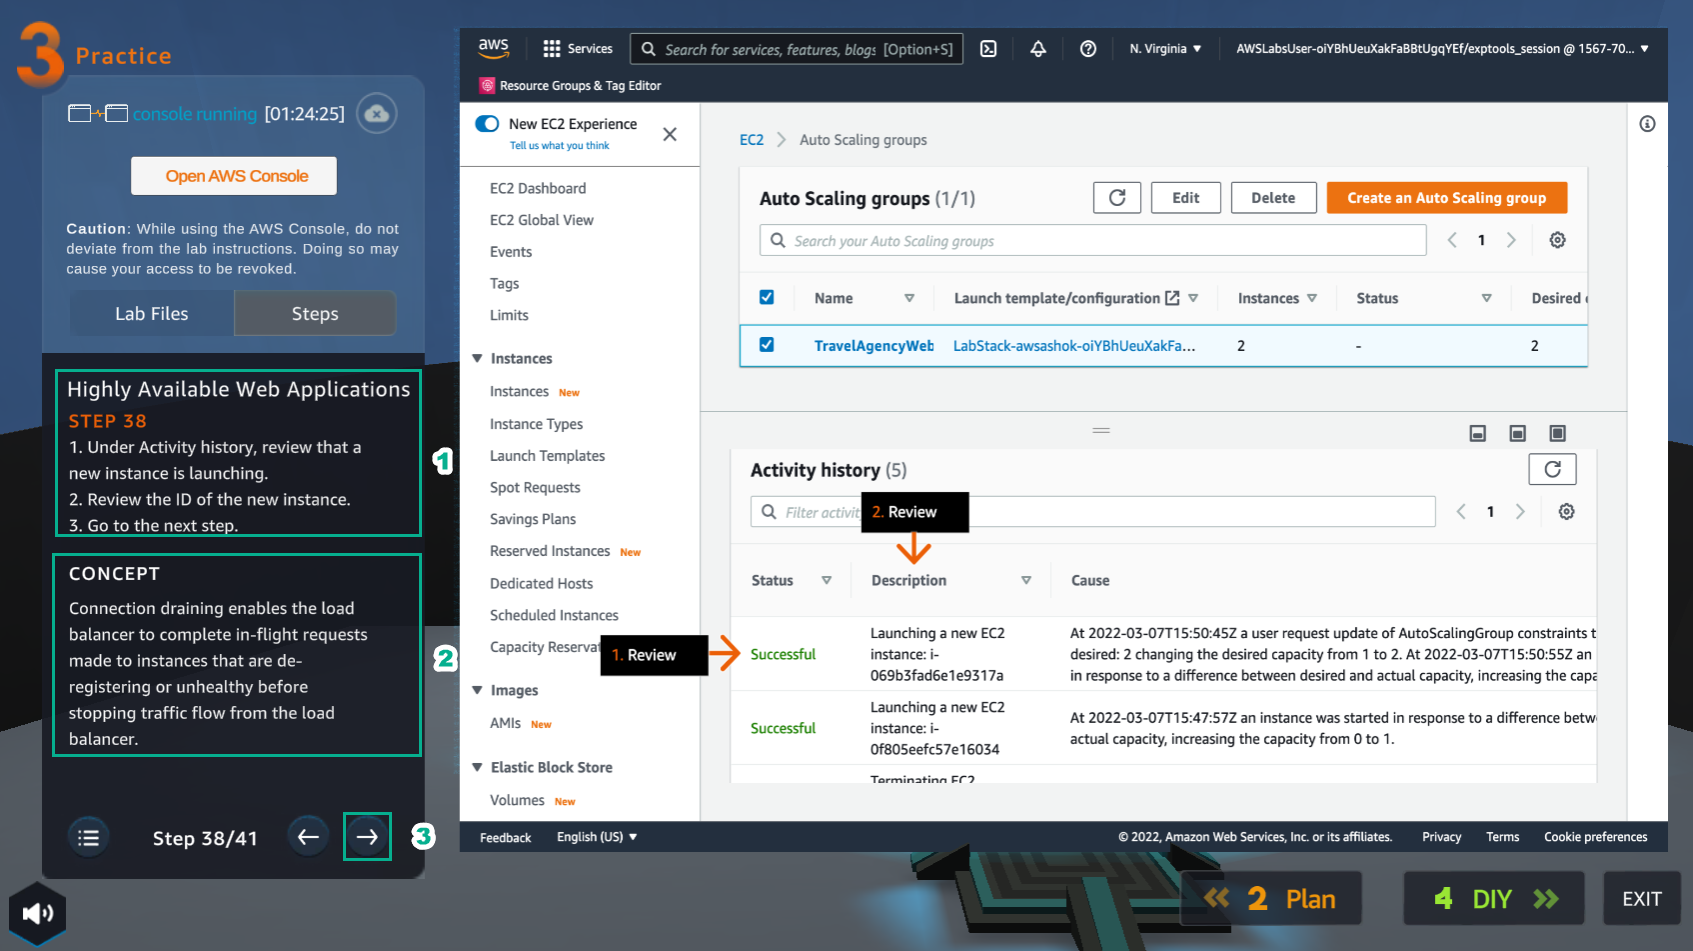 3 Practice
console running [01:24:25]
Open AWS Console
Caution: While using the AWS Console, do not
deviate from the lab instructions. Doing so may
cause your access to be revoked.
Lab Files
Steps
Highly Available Web Applications
STEP 38
1. Under Activity history, review that a
new instance is launching.
2. Review the ID of the new instance.
3. Go to the next step.
1
CONCEPT
Connection draining enables the load
balancer to complete in-flight requests
made to instances that are de-
registering or unhealthy before
stopping traffic flow from the load
balancer.
2
Step 38/41
3
aws
Services
Search for services, features, blogs [Option+S]
N. Virginia
AWSLabsUser-oiYBhUeuXakFaBBtUgqYEf/exptools_session @ 1567-70...
Resource Groups & Tag Editor
New EC2 Experience
Tell us what you think
EC2 Dashboard
EC2 Global View
Events
Tags
Limits
Instances
Instances New
Instance Types
Launch Templates
Spot Requests
Savings Plans
Reserved Instances New
Dedicated Hosts
Scheduled Instances
Capacity Reservat
Images
AMIs New
Elastic Block Store
Volumes New
EC2 > Auto Scaling groups
Auto Scaling groups (1/1)
Edit
Delete
Create an Auto Scaling group
Search your Auto Scaling groups
1
Name
Launch template/configuration
Instances
Status
Desired
TravelAgencyWeb
LabStack-awsashok-oiYBhUeuXakFa...
2
-
2
Activity history (5)
Filter activi
1
2. Review
Status
Description
Cause
1. Review
Successful
Launching a new EC2
instance: i-
069b3fad6e1e9317a
At 2022-03-07T15:50:45Z a user request update of AutoScalingGroup constraints t
desired: 2 changing the desired capacity from 1 to 2. At 2022-03-07T15:50:55Z an
in response to a difference between desired and actual capacity, increasing the capa
Successful
Launching a new EC2
instance: i-
0f805eefc57e16034
At 2022-03-07T15:47:57Z an instance was started in response to a difference betw
actual capacity, increasing the capacity from 0 to 1.
Terminating EC2
Feedback
English (US)
© 2022, Amazon Web Services, Inc. or its affiliates.
Privacy
Terms
Cookie preferences
2 Plan
4 DIY
EXIT